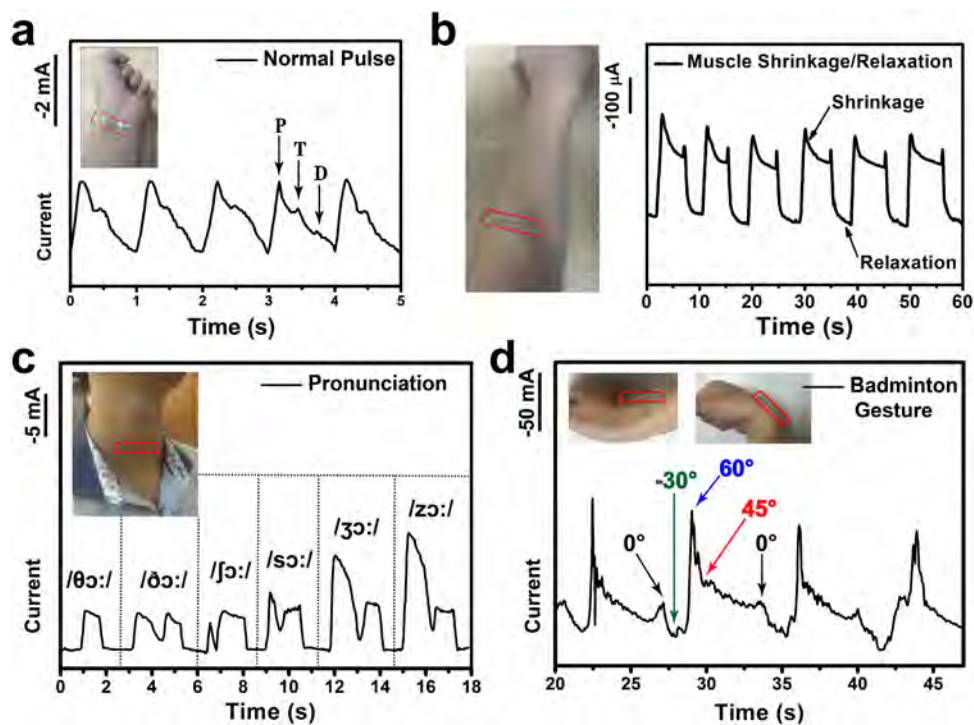 a
-2 mA
Normal Pulse
P
T
D
Current
0 1 2 3 4 5
Time (s)
b
-100 µA
Muscle Shrinkage/Relaxation
Shrinkage
Relaxation
0 10 20 30 40 50 60
Time (s)
c
-5 mA
Pronunciation
/θɔ:/ /ðɔ:/ /ʃɔ:/ /sɔ:/ /ʒɔ:/ /zɔ:/
Current
0 2 4 6 8 10 12 14 16 18
Time (s)
d
-50 mA
Badminton
Gesture
-30°
60°
45°
0°
0°
Current
20 25 30 35 40 45
Time (s)